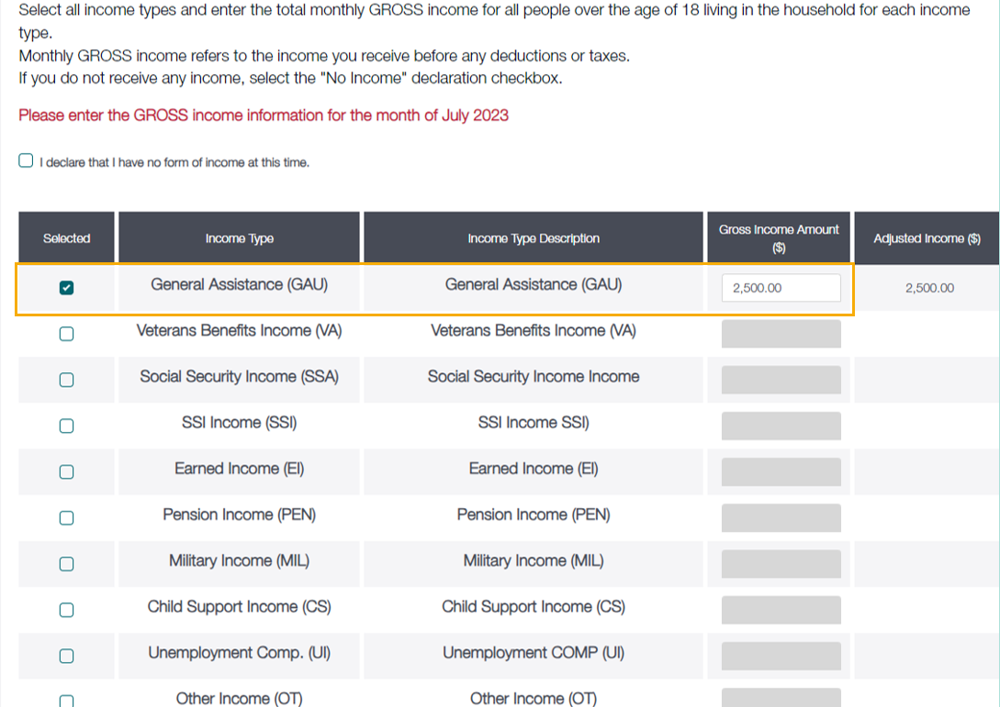 Select all income types and enter the total monthly GROSS income for all people over the age of 18 living in the household for each income
type.
Monthly GROSS income refers to the income you receive before any deductions or taxes.
If you do not receive any income, select the "No Income" declaration checkbox.
Please enter the GROSS income information for the month of July 2023
I declare that I have no form of income at this time.
Selected Income Type Income Type Description Gross Income Amount ($) Adjusted Income ($)
General Assistance (GAU) General Assistance (GAU) 2,500.00 2,500.00
Veterans Benefits Income (VA) Veterans Benefits Income (VA)
Social Security Income (SSA) Social Security Income Income
SSI Income (SSI) SSI Income SSI)
Earned Income (EI) Earned Income (EI)
Pension Income (PEN) Pension Income (PEN)
Military Income (MIL) Military Income (MIL)
Child Support Income (CS) Child Support Income (CS)
Unemployment Comp. (UI) Unemployment COMP (UI)
Other Income (OT) Other Income (OT)